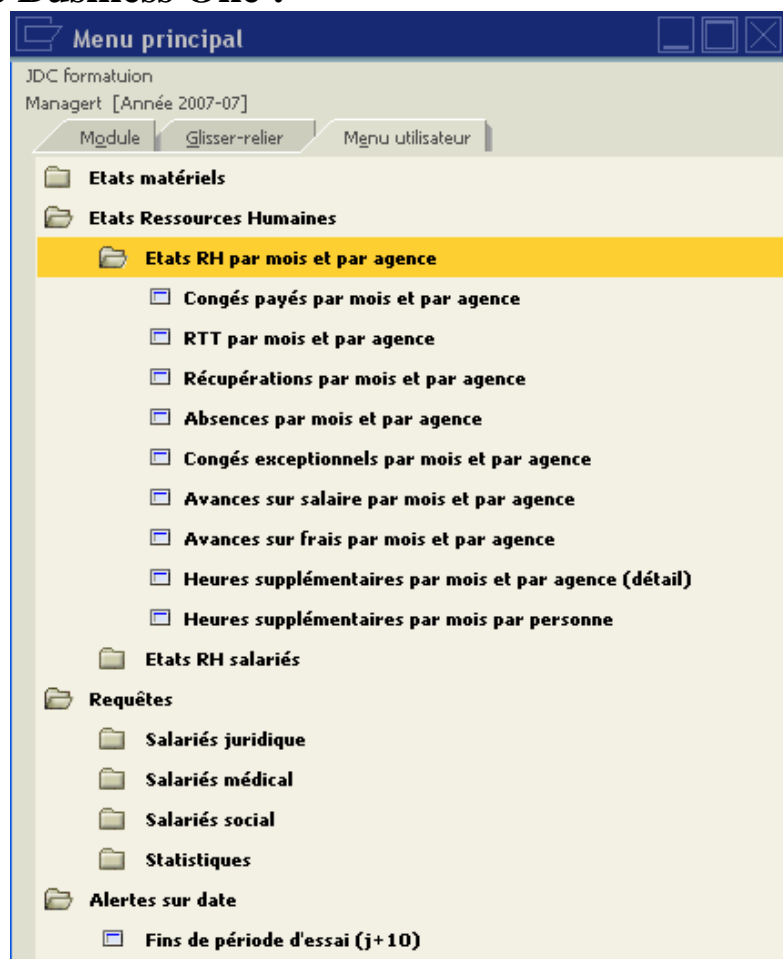 Business One :
Menu principal
JDC formatuion
Managert [Année 2007-07]
Module Glisser-relier Menu utilisateur
Etats matériels
Etats Ressources Humaines
Etats RH par mois et par agence
Congés payés par mois et par agence
RTT par mois et par agence
Récupérations par mois et par agence
Absences par mois et par agence
Congés exceptionnels par mois et par agence
Avances sur salaire par mois et par agence
Avances sur frais par mois et par agence
Heures supplémentaires par mois et par agence (détail)
Heures supplémentaires par mois par personne
Etats RH salariés
Requêtes
Salariés juridique
Salariés médical
Salariés social
Statistiques
Alertes sur date
Fins de période d'essai (j+10)